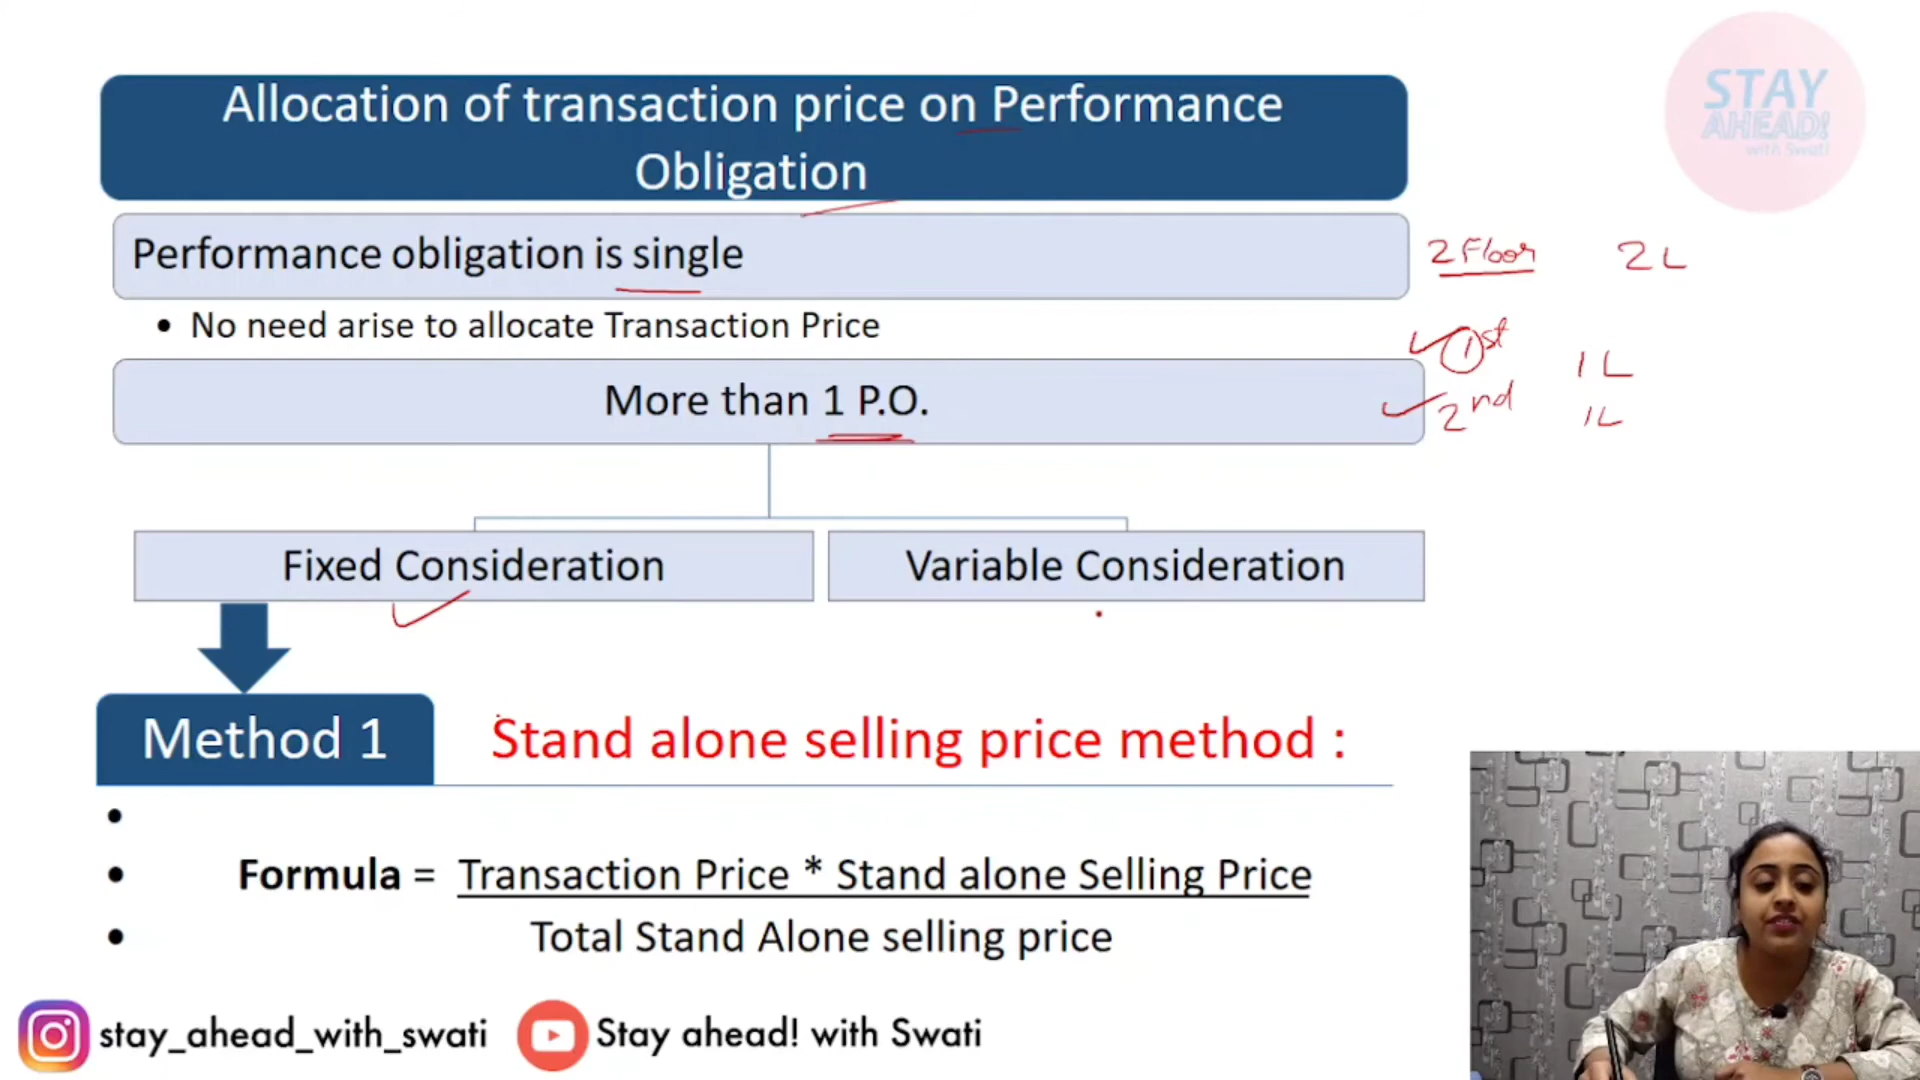 STAY
AHEAD!
with Swati
Allocation of transaction price on Performance
Obligation
Performance obligation is single
2 Floor 2 L
• No need arise to allocate Transaction Price
1st 1 L
More than 1 P.O.
2nd 1L
Fixed Consideration
Variable Consideration
Method 1
Stand alone selling price method :
•
• Formula = Transaction Price * Stand alone Selling Price
• Total Stand Alone selling price
stay_ahead_with_swati
Stay ahead! with Swati